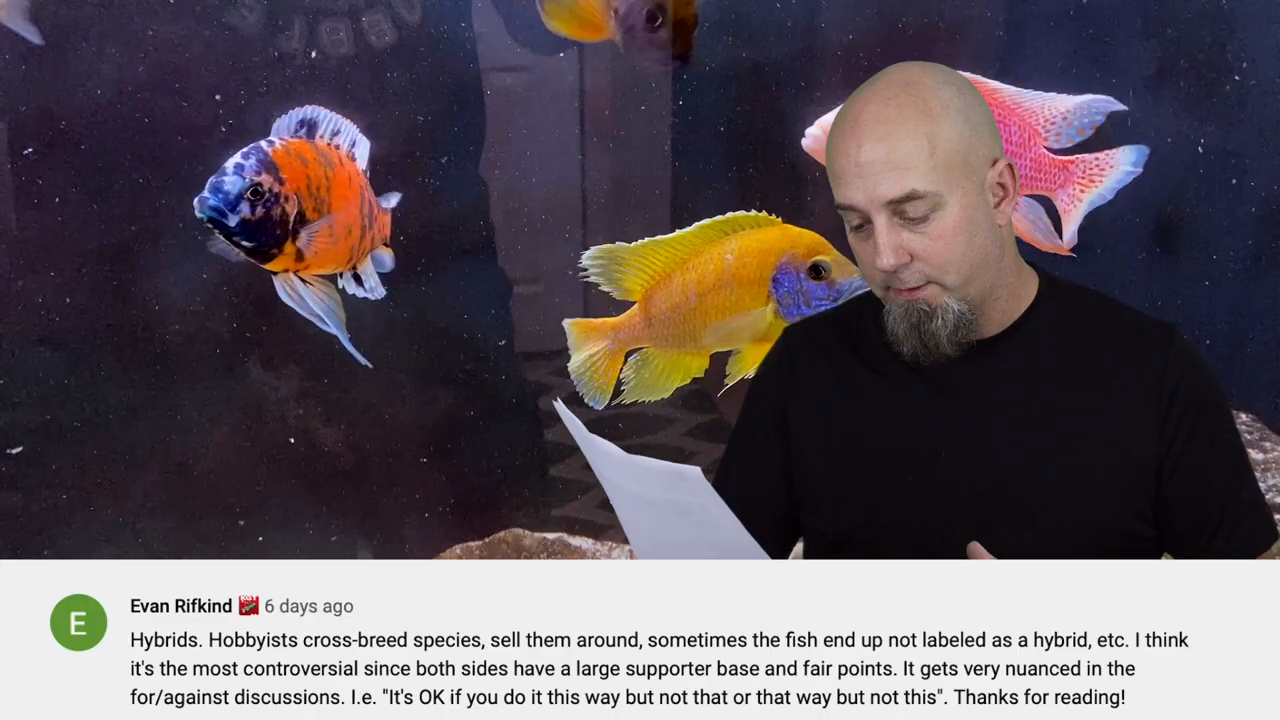 Evan Rifkind 6 days ago
Hybrids. Hobbyists cross-breed species, sell them around, sometimes the fish end up not labeled as a hybrid, etc. I think
it's the most controversial since both sides have a large supporter base and fair points. It gets very nuanced in the
for/against discussions. I.e. "It's OK if you do it this way but not that or that way but not this". Thanks for reading!
E